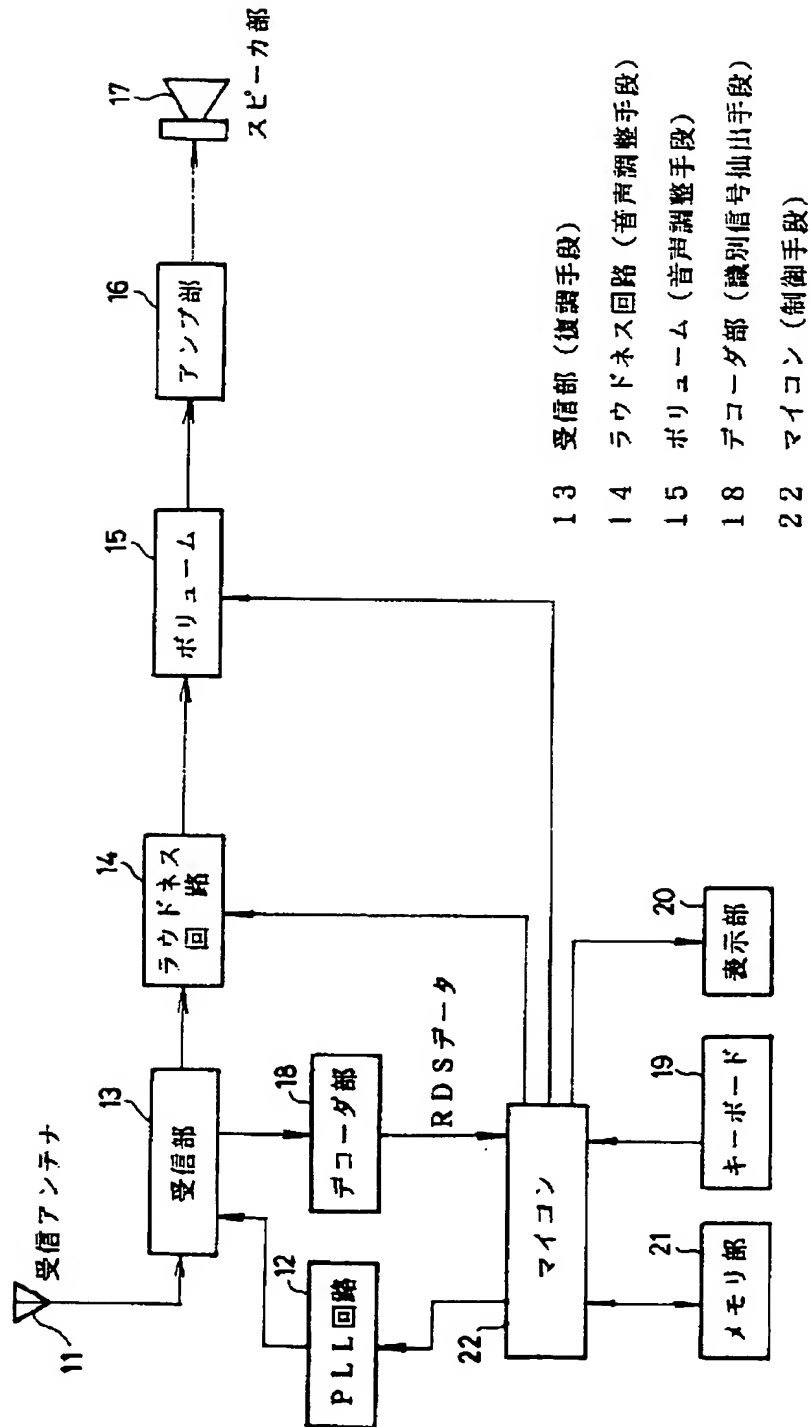 11
受信アンテナ
12
PLL回路
13
受信部
14
ラウドネス
回路
15
ボリューム
16
アンプ部
17
スピーカ部
18
デコーダ部
RDSデータ
22
マイコン
21
メモリ部
19
キーボード
20
表示部
13 受信部(復調手段)
14 ラウドネス回路(音声調整手段)
15 ボリューム(音声調整手段)
18 デコーダ部(識別信号抽出手段)
22 マイコン(制御手段)